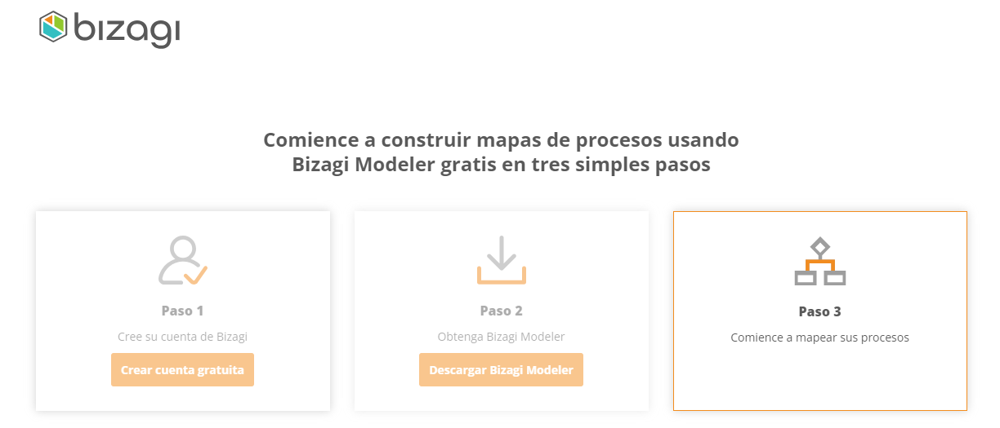 bizagi
Comience a construir mapas de procesos usando
Bizagi Modeler gratis en tres simples pasos
Paso 1
Cree su cuenta de Bizagi
Crear cuenta gratuita
Paso 2
Obtenga Bizagi Modeler
Descargar Bizagi Modeler
Paso 3
Comience a mapear sus procesos